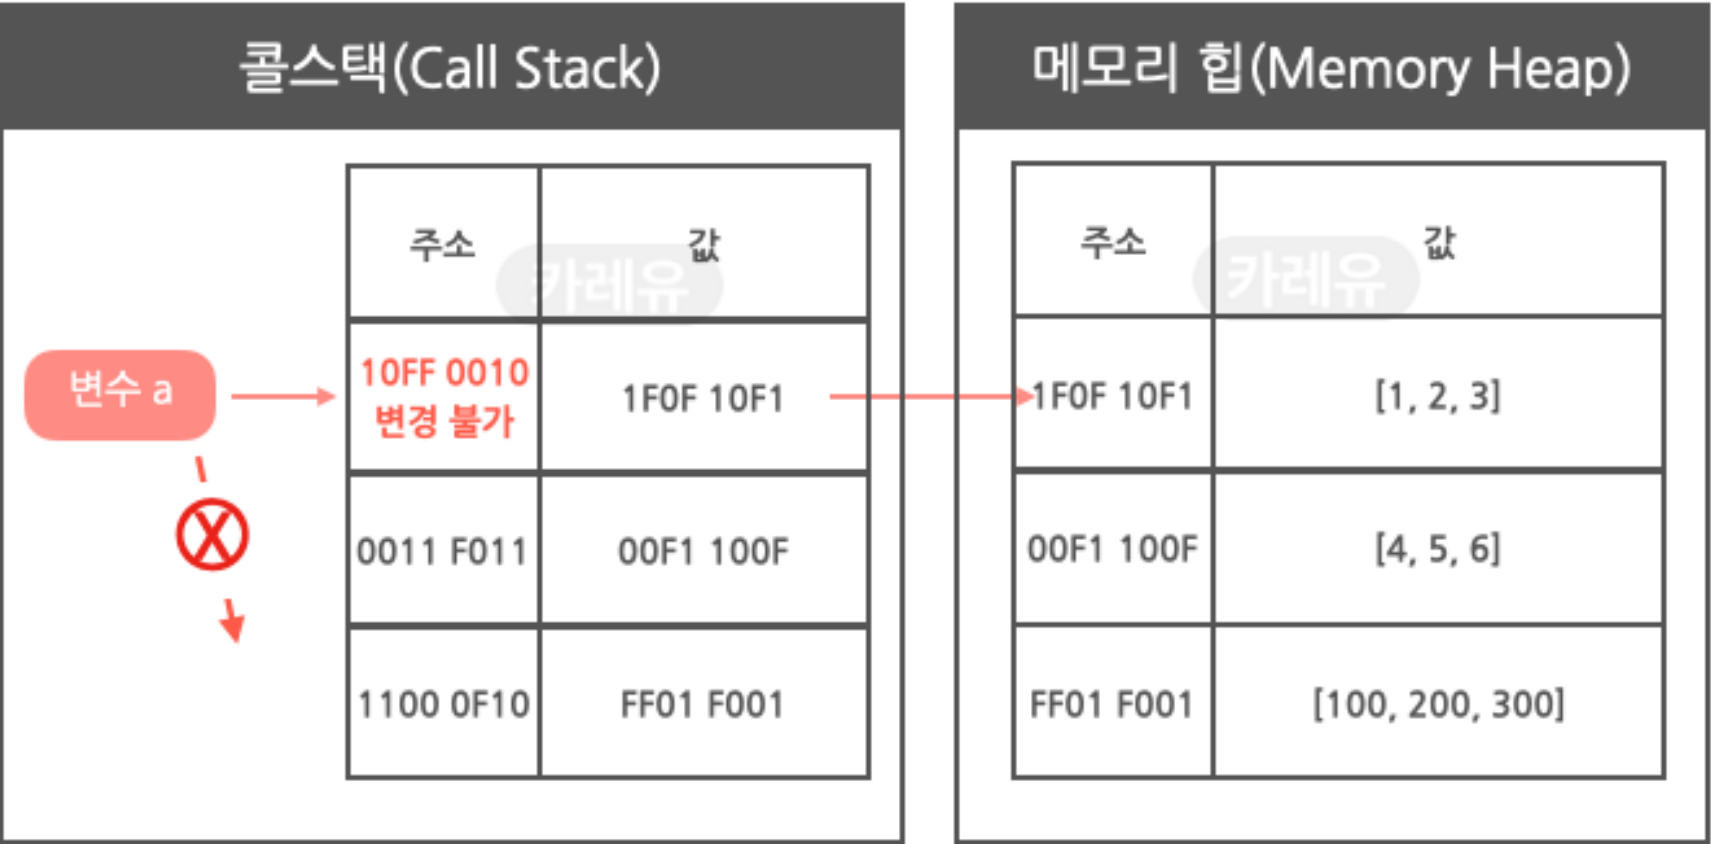 콜스택(Call Stack)
주소 값
카레유
변수 a
10FF 0010
변경 불가
1F0F 10F1
X
0011 F011 00F1 100F
1100 0F10 FF01 F001
메모리 힙(Memory Heap)
주소 값
카레유
1F0F 10F1 [1, 2, 3]
00F1 100F [4, 5, 6]
FF01 F001 [100, 200, 300]